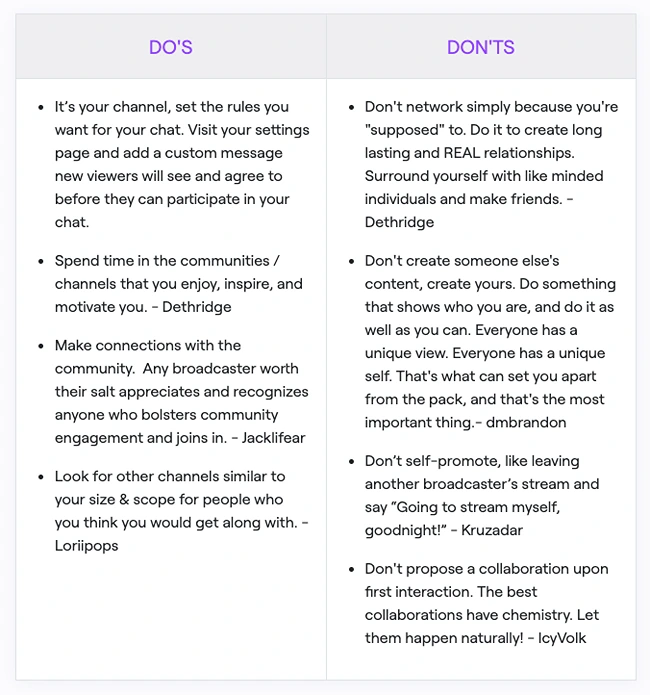 DO'S
DON'TS
It’s your channel, set the rules you
want for your chat. Visit your settings
page and add a custom message
new viewers will see and agree to
before they can participate in your
chat.
Spend time in the communities /
channels that you enjoy, inspire, and
motivate you. - Dethridge
Make connections with the
community.  Any broadcaster worth
their salt appreciates and recognizes
anyone who bolsters community
engagement and joins in. - Jacklifear
Look for other channels similar to
your size & scope for people who
you think you would get along with. -
Loriipops
Don't network simply because you're
"supposed" to. Do it to create long
lasting and REAL relationships.
Surround yourself with like minded
individuals and make friends. -
Dethridge
Don't create someone else's
content, create yours. Do something
that shows who you are, and do it as
well as you can. Everyone has a
unique view. Everyone has a unique
self. That's what can set you apart
from the pack, and that's the most
important thing.- dmbrandon
Don’t self-promote, like leaving
another broadcaster’s stream and
say “Going to stream myself,
goodnight!” - Kruzadar
Don't propose a collaboration upon
first interaction. The best
collaborations have chemistry. Let
them happen naturally! - IcyVolk